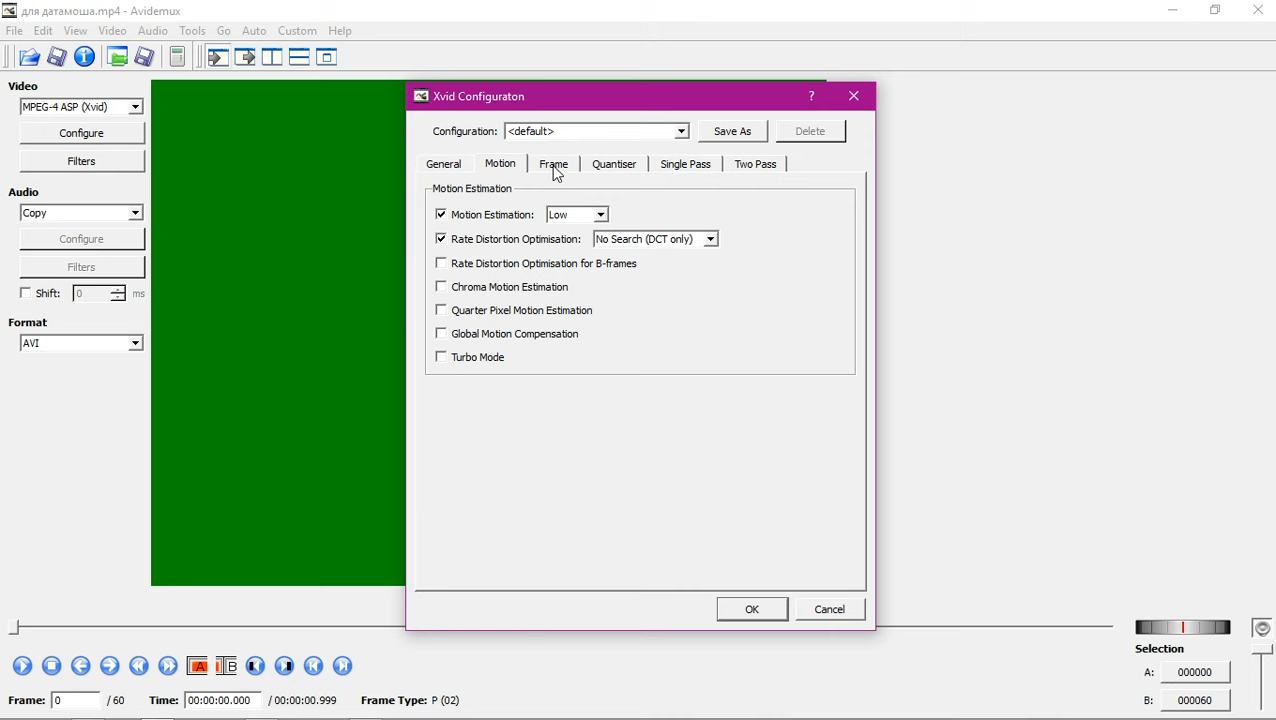 для датамоша.mp4 - Avidemux
File Edit View Video Audio Tools Go Auto Custom Help
Video
MPEG-4 ASP (Xvid)
Configure
Filters
Audio
Copy
Configure
Filters
Shift: 0 ms
Format
AVI
Xvid Configuraton
?
Configuration: <default> Save As Delete
General Motion Frame Quantiser Single Pass Two Pass
Motion Estimation
Motion Estimation: Low
Rate Distortion Optimisation: No Search (DCT only)
Rate Distortion Optimisation for B-frames
Chroma Motion Estimation
Quarter Pixel Motion Estimation
Global Motion Compensation
Turbo Mode
OK Cancel
A B
Selection
A: 000000
B: 000060
Frame: 0 /60 Time: 00:00:00.000 /00:00:00.999 Frame Type: P (02)